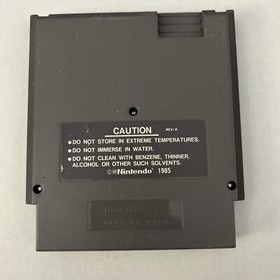 CAUTION
REV-A
•DO NOT STORE IN EXTREME TEMPERATURES.
•DO NOT IMMERSE IN WATER.
•DO NOT CLEAN WITH BENZENE, THINNER,
ALCOHOL OR OTHER SUCH SOLVENTS.
©®Nintendo® 1985